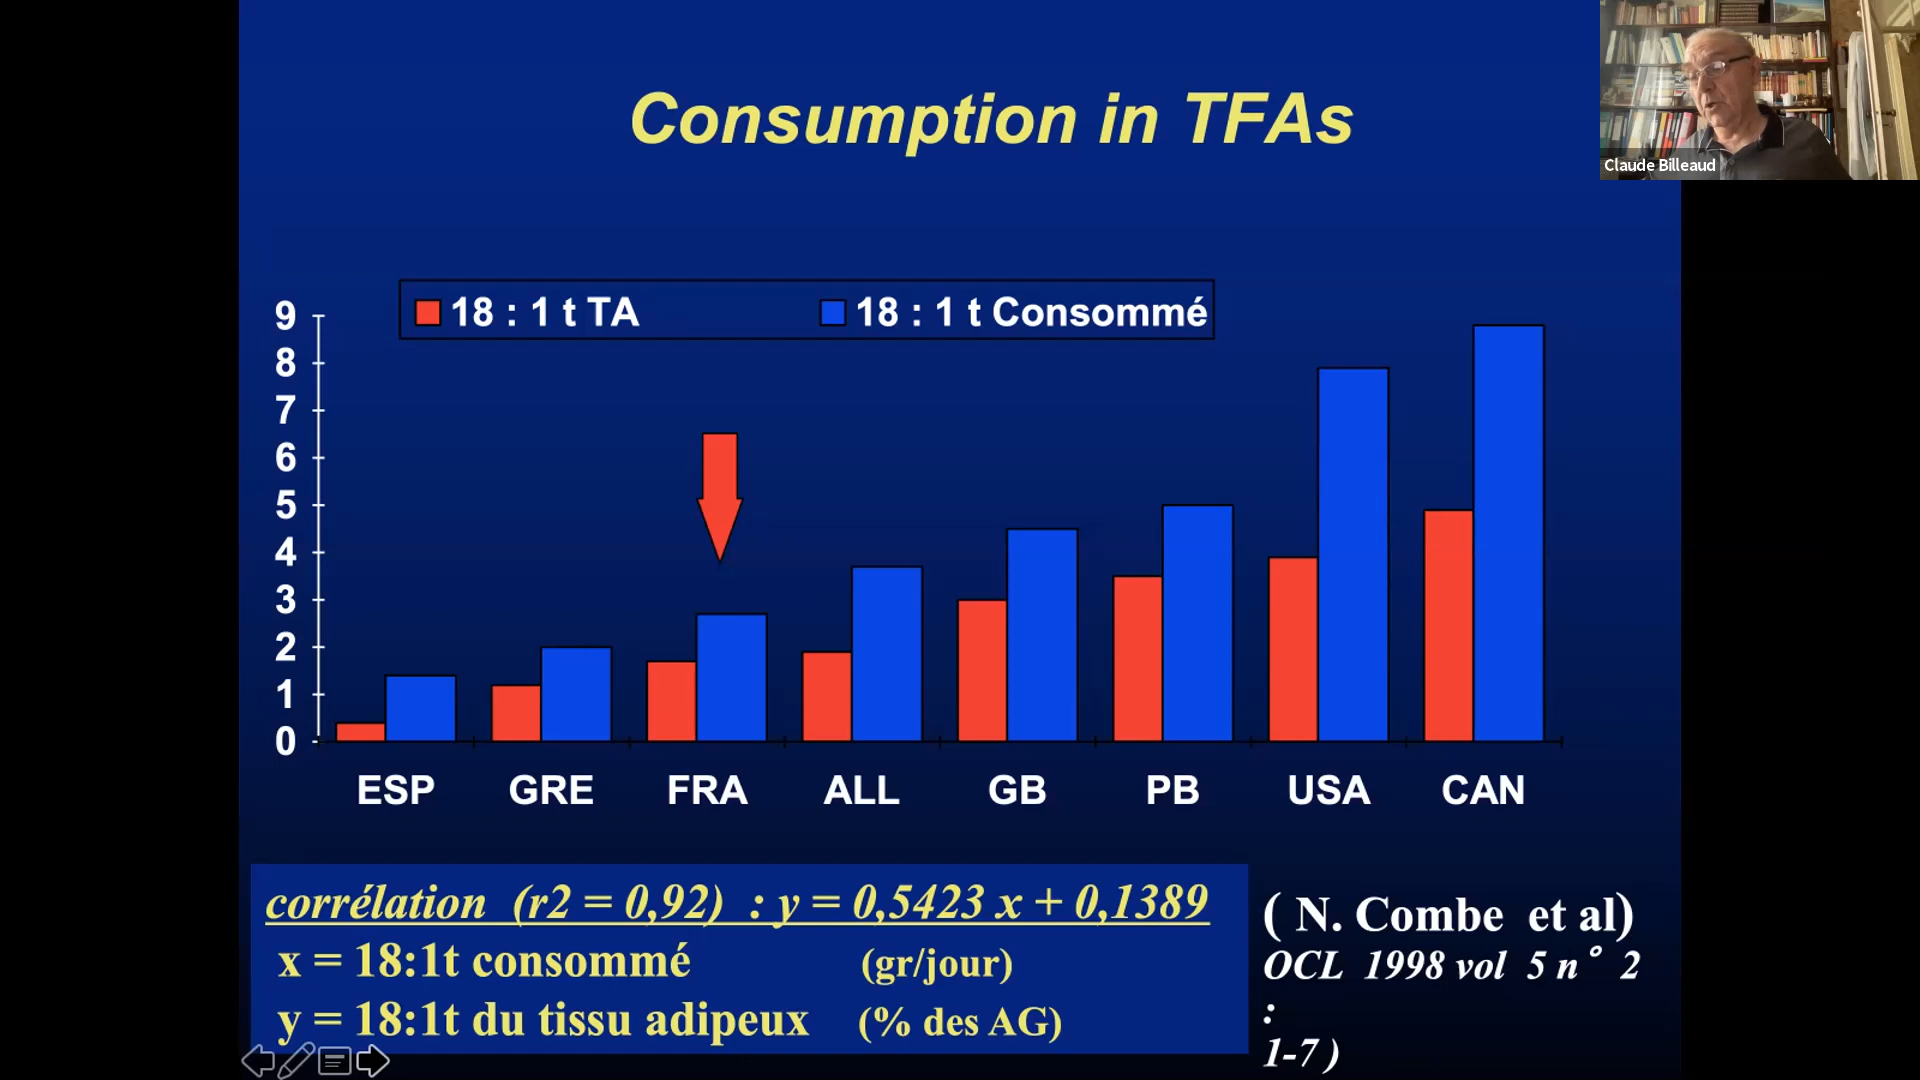 Consumption in TFAs
Claude Billeaud
18 : 1 t TA
18 : 1 t Consommé
9
8
7
6
5
4
3
2
1
0
ESP GRE FRA ALL GB PB USA CAN
corrélation (r2 = 0,92) : y = 0,5423 x + 0,1389
x = 18:1t consommé (gr/jour)
y = 18:1t du tissu adipeux (% des AG)
( N. Combe et al)
OCL 1998 vol 5 n° 2
:
1-7 )